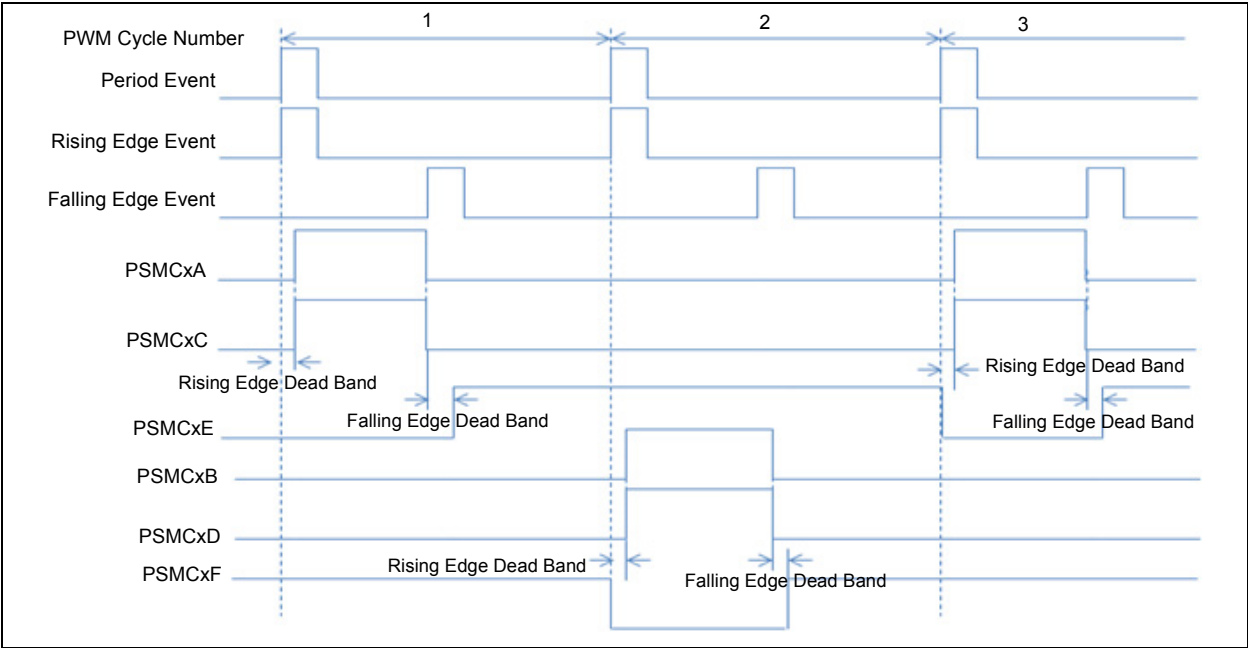 1 2 3
PWM Cycle Number
Period Event
Rising Edge Event
Falling Edge Event
PSMCxA
PSMCxC
Rising Edge Dead Band
Rising Edge Dead Band
Falling Edge Dead Band
Falling Edge Dead Band
PSMCxE
PSMCxB
PSMCxD
Rising Edge Dead Band
PSMCxF
Falling Edge Dead Band